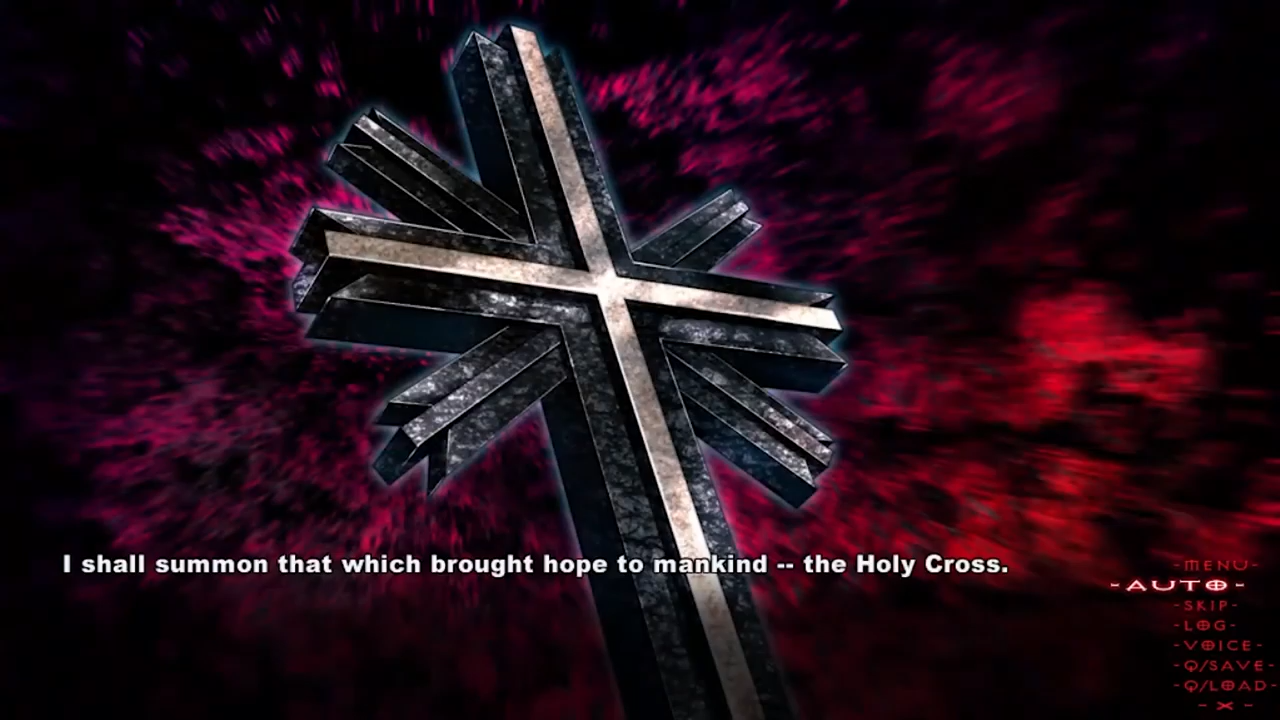 I shall summon that which brought hope to mankind -- the Holy Cross.
-MENU-
-AUTO-
-SKIP-
-LOG-
-VOICE-
-Q/SAVE-
-Q/LOAD-
-X-